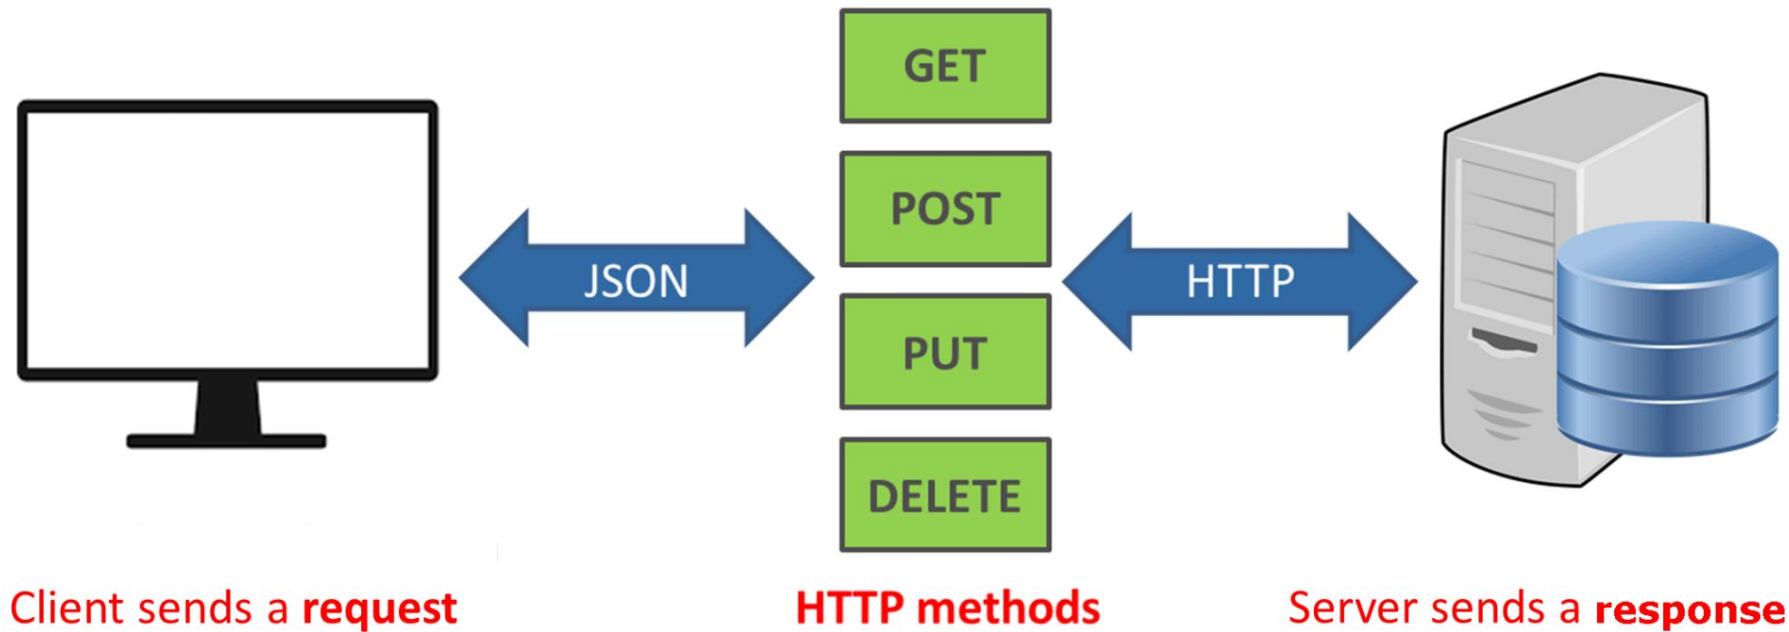 GET
POST
JSON
HTTP
PUT
DELETE
Client sends a request
HTTP methods
Server sends a response